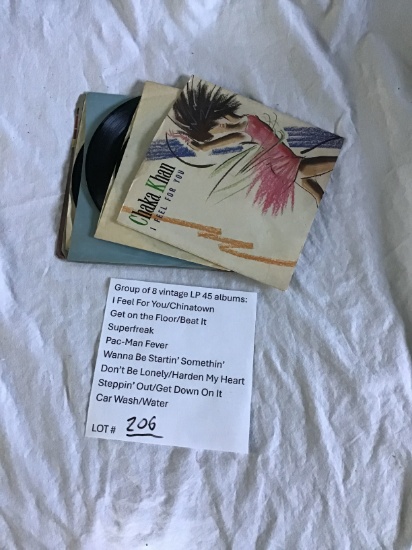 Chaka Khan
I FEEL FOR YOU
Group of 8 vintage LP 45 albums:
I Feel For You/Chinatown
Get on the Floor/Beat It
Superfreak
Pac-Man Fever
Wanna Be Startin' Somethin'
Don't Be Lonely/Harden My Heart
Steppin' Out/Get Down On It
Car Wash/Water
LOT# 206